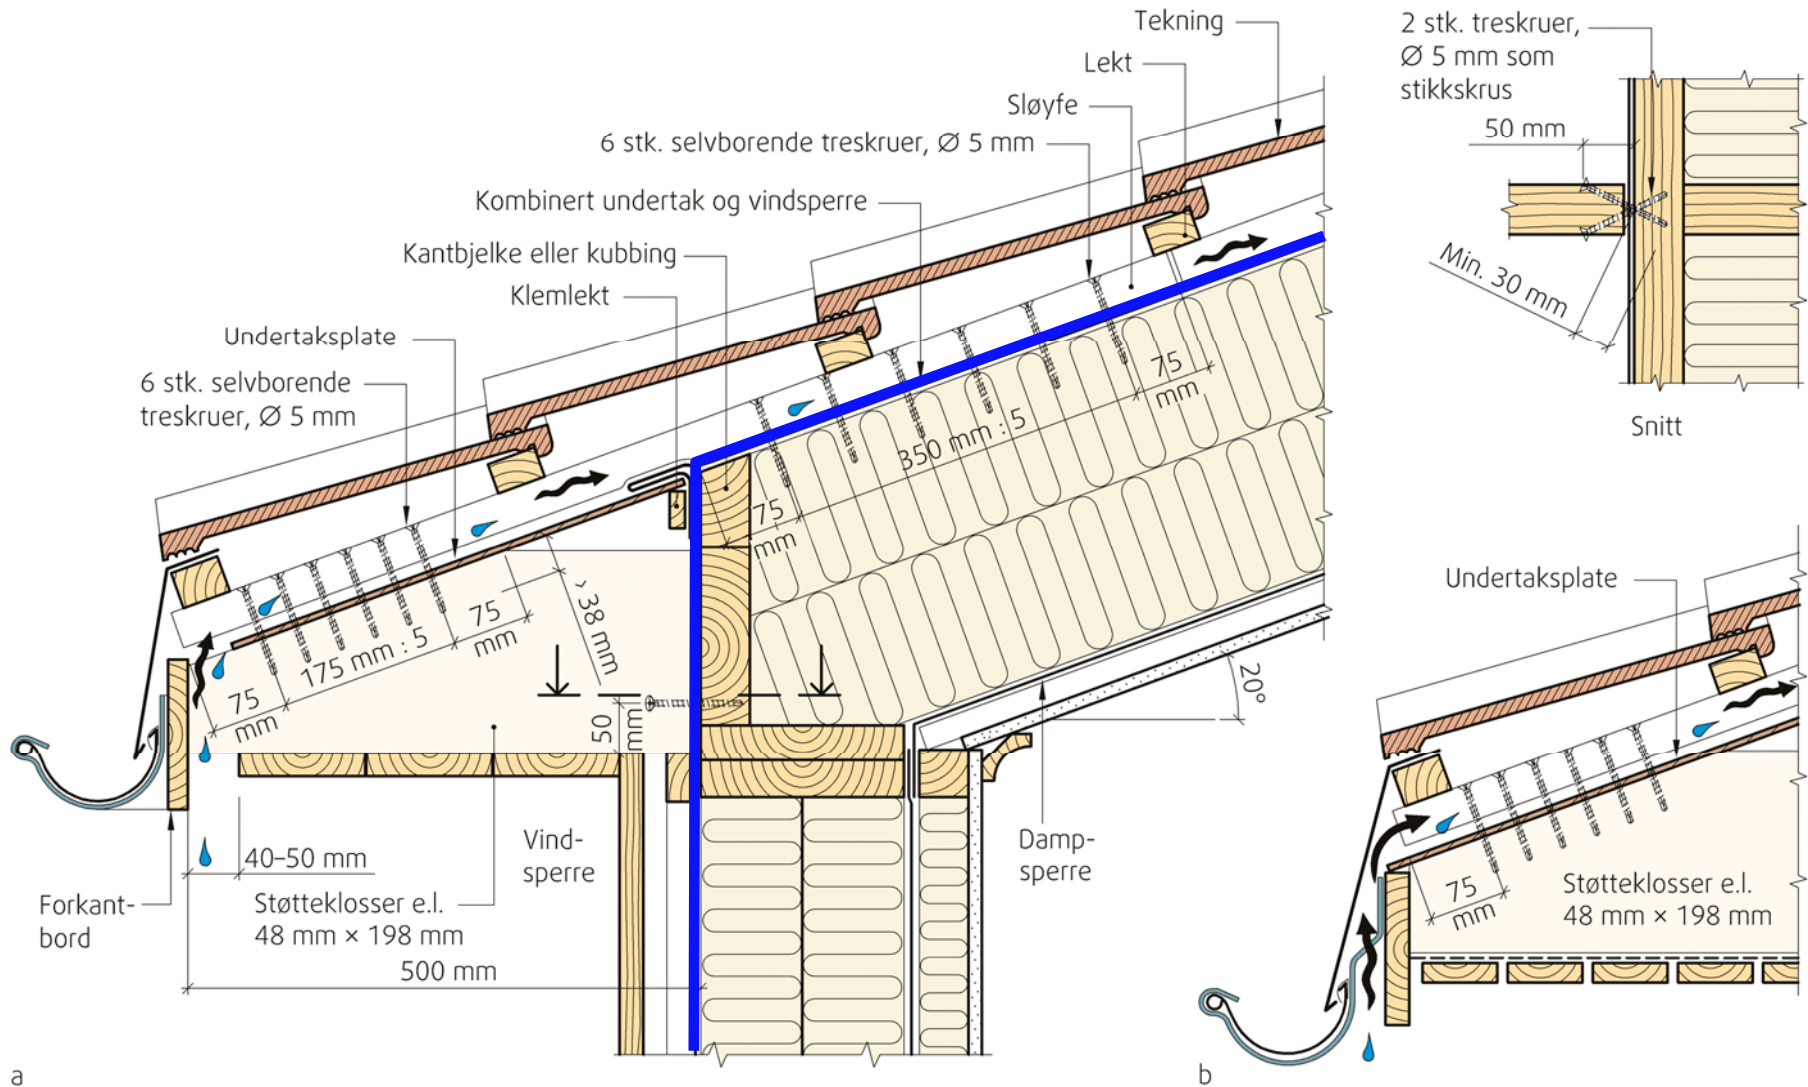 Tekning
Lekt
Sløyfe
6 stk. selvborende treskruer, Ø 5 mm
Kombinert undertak og vindsperre
Kantbjelke eller kubbing
Klemlekt
Undertaksplate
6 stk. selvborende
treskruer, Ø 5 mm
75
mm
350 mm : 5
75
mm
75
mm
175 mm : 5
75
mm
> 38 mm
50
mm
20°
40–50 mm
Forkant-
bord
Støtteklosser e.l.
48 mm × 198 mm
500 mm
Vind-
sperre
Damp-
sperre
a
2 stk. treskruer,
Ø 5 mm som
stikkskrus
50 mm
Min. 30 mm
Snitt
Undertaksplate
75
mm
Støtteklosser e.l.
48 mm × 198 mm
b